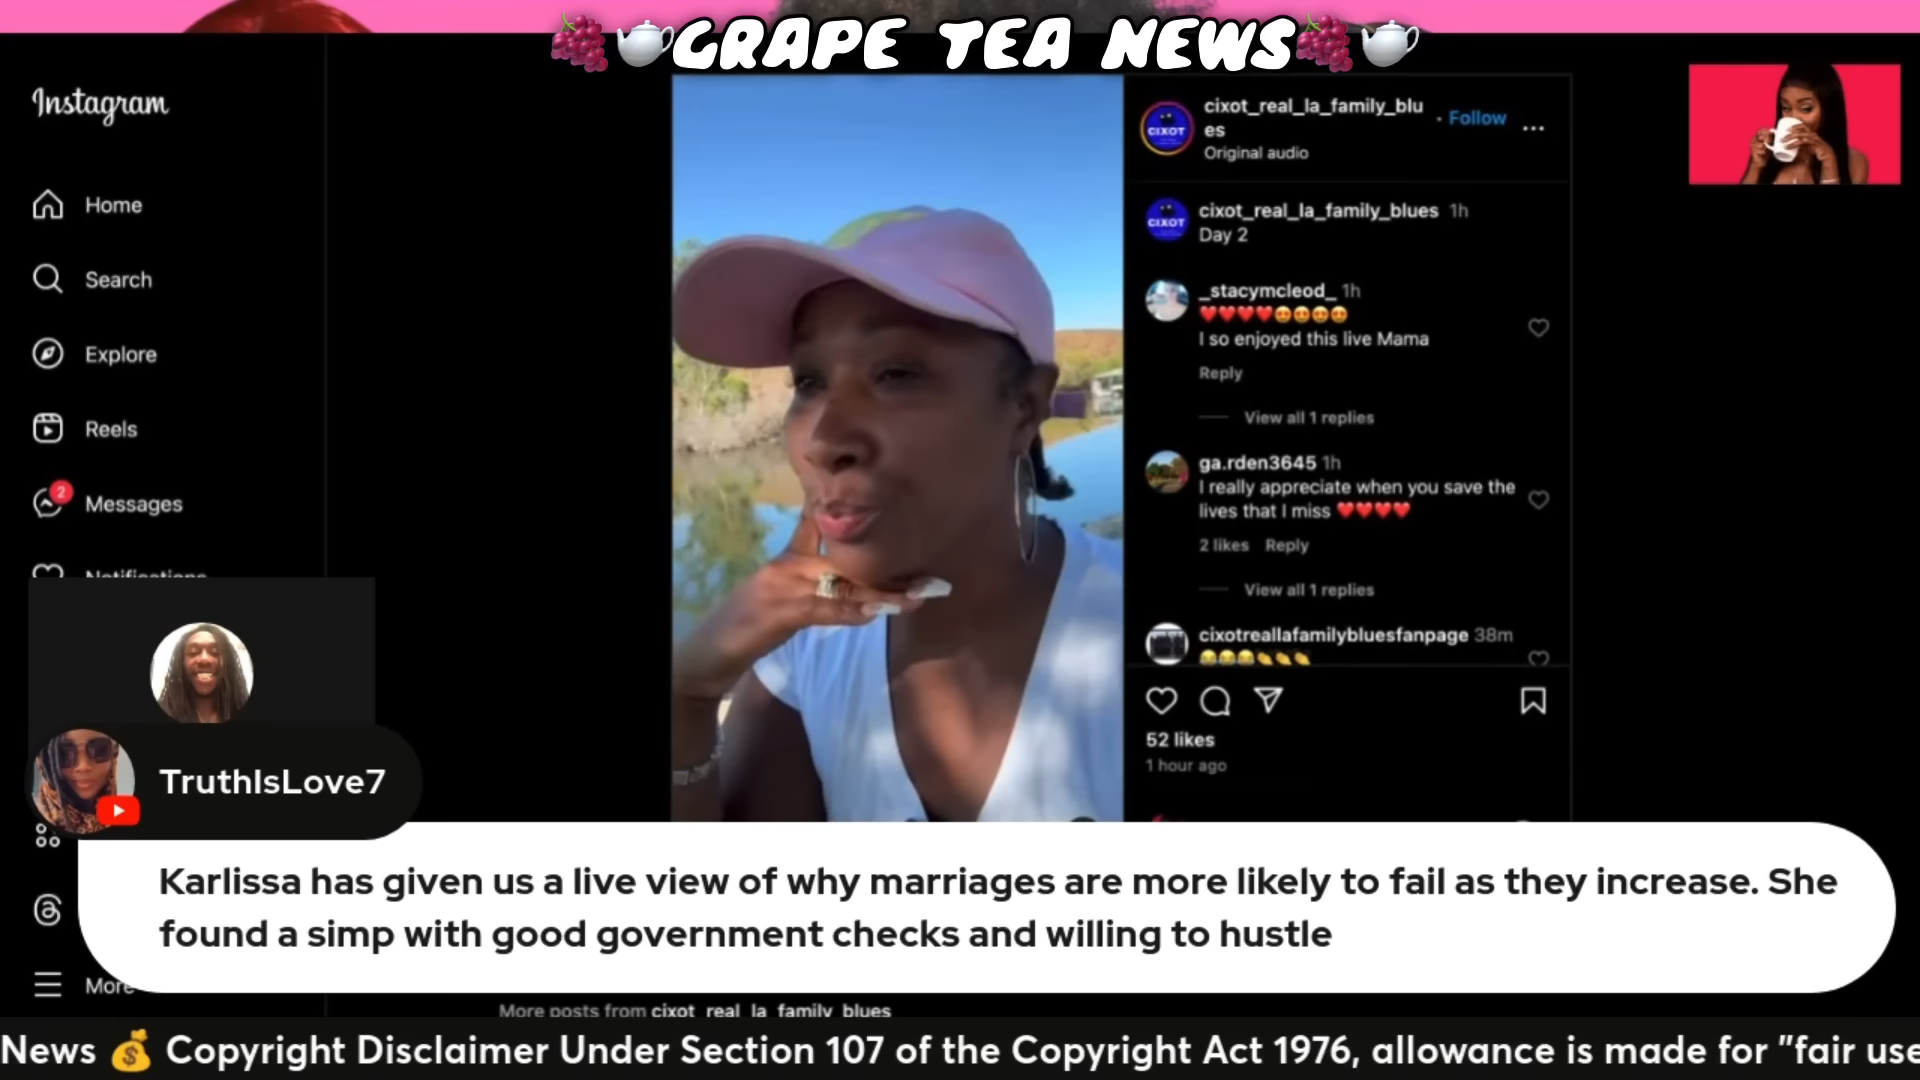 GRAPE TEA NEWS
Instagram
Home
Search
Explore
Reels
2
Messages
Notifications
More
cixot_real_la_family_blu
es
• Follow
Original audio
CIXOT
cixot_real_la_family_blues 1h
Day 2
CIXOT
_stacymcleod_ 1h
❤️❤️❤️❤️😍😍😍😍
I so enjoyed this live Mama
Reply
View all 1 replies
ga.rden3645 1h
I really appreciate when you save the
lives that I miss ❤️❤️❤️❤️
2 likes Reply
View all 1 replies
cixotreallafamilybluesfanpage 38m
😂😂😂👏👏👏
52 likes
1 hour ago
TruthIsLove7
Karlissa has given us a live view of why marriages are more likely to fail as they increase. She
found a simp with good government checks and willing to hustle
More posts from cixot_real_la_family_blues
News 💰 Copyright Disclaimer Under Section 107 of the Copyright Act 1976, allowance is made for "fair use